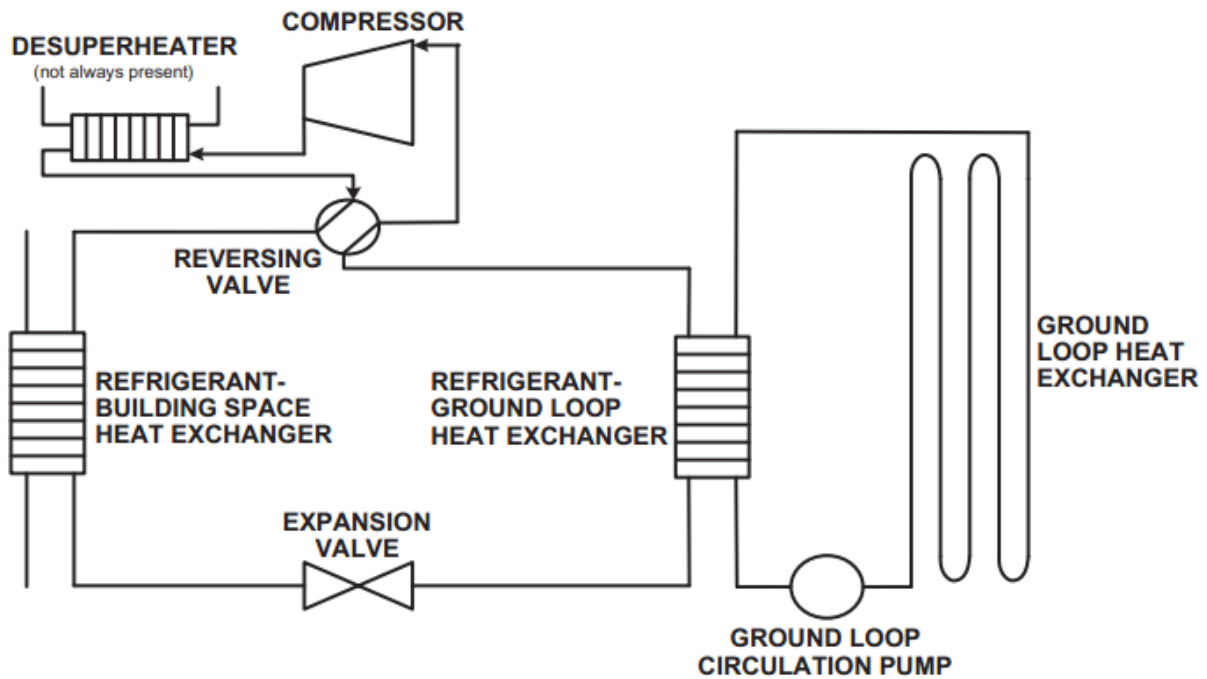 COMPRESSOR
DESUPERHEATER
(not always present)
REVERSING
VALVE
REFRIGERANT-
BUILDING SPACE
HEAT EXCHANGER
REFRIGERANT-
GROUND LOOP
HEAT EXCHANGER
GROUND
LOOP HEAT
EXCHANGER
EXPANSION
VALVE
GROUND LOOP
CIRCULATION PUMP